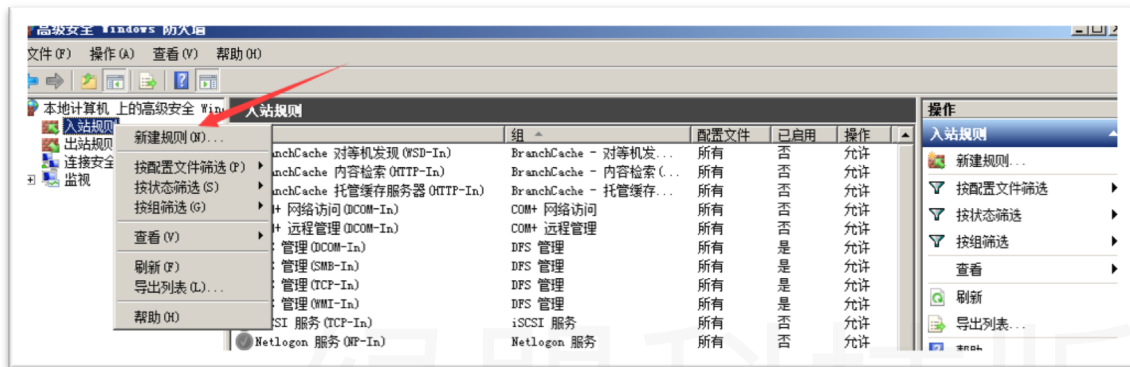 高级安全 Windows 防火墙
文件(F) 操作(A) 查看(V) 帮助(H)
本地计算机 上的高级安全 Win
入站规则
出站规则
连接安全
监视
新建规则(N)...
按配置文件筛选(P)
按状态筛选(S)
按组筛选(G)
查看(V)
刷新(F)
导出列表(L)...
帮助(H)
入站规则
组 配置文件 已启用 操作
anchCache 对等机发现(WSD-In) BranchCache - 对等机发... 所有 否 允许
anchCache 内容检索(HTTP-In) BranchCache - 内容检索(... 所有 否 允许
anchCache 托管缓存服务器(HTTP-In) BranchCache - 托管缓存... 所有 否 允许
M+ 网络访问(DCOM-In) COM+ 网络访问 所有 否 允许
M+ 远程管理(DCOM-In) COM+ 远程管理 所有 否 允许
管理(DCOM-In) DFS 管理 所有 是 允许
管理(SMB-In) DFS 管理 所有 是 允许
管理(TCP-In) DFS 管理 所有 是 允许
管理(WMI-In) DFS 管理 所有 是 允许
CSI 服务(TCP-In) iSCSI 服务 所有 否 允许
Netlogon 服务(NP-In) Netlogon 服务 所有 否 允许
操作
入站规则
新建规则...
按配置文件筛选
按状态筛选
按组筛选
查看
刷新
导出列表...